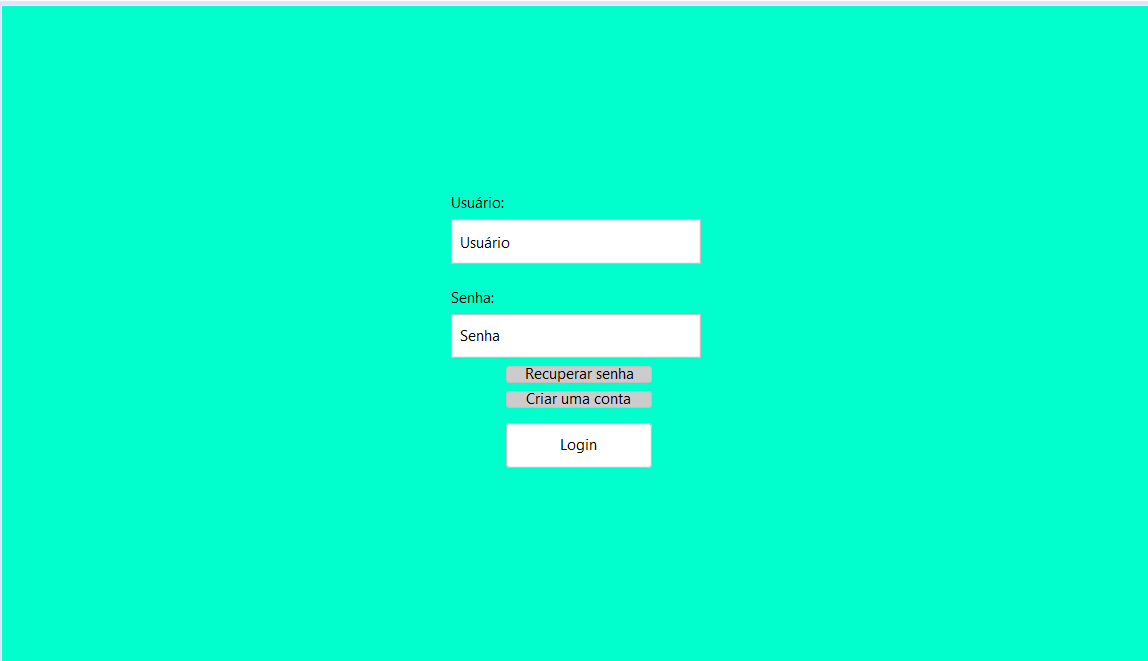 Usuário:
Usuário
Senha:
Senha
Recuperar senha
Criar uma conta
Login